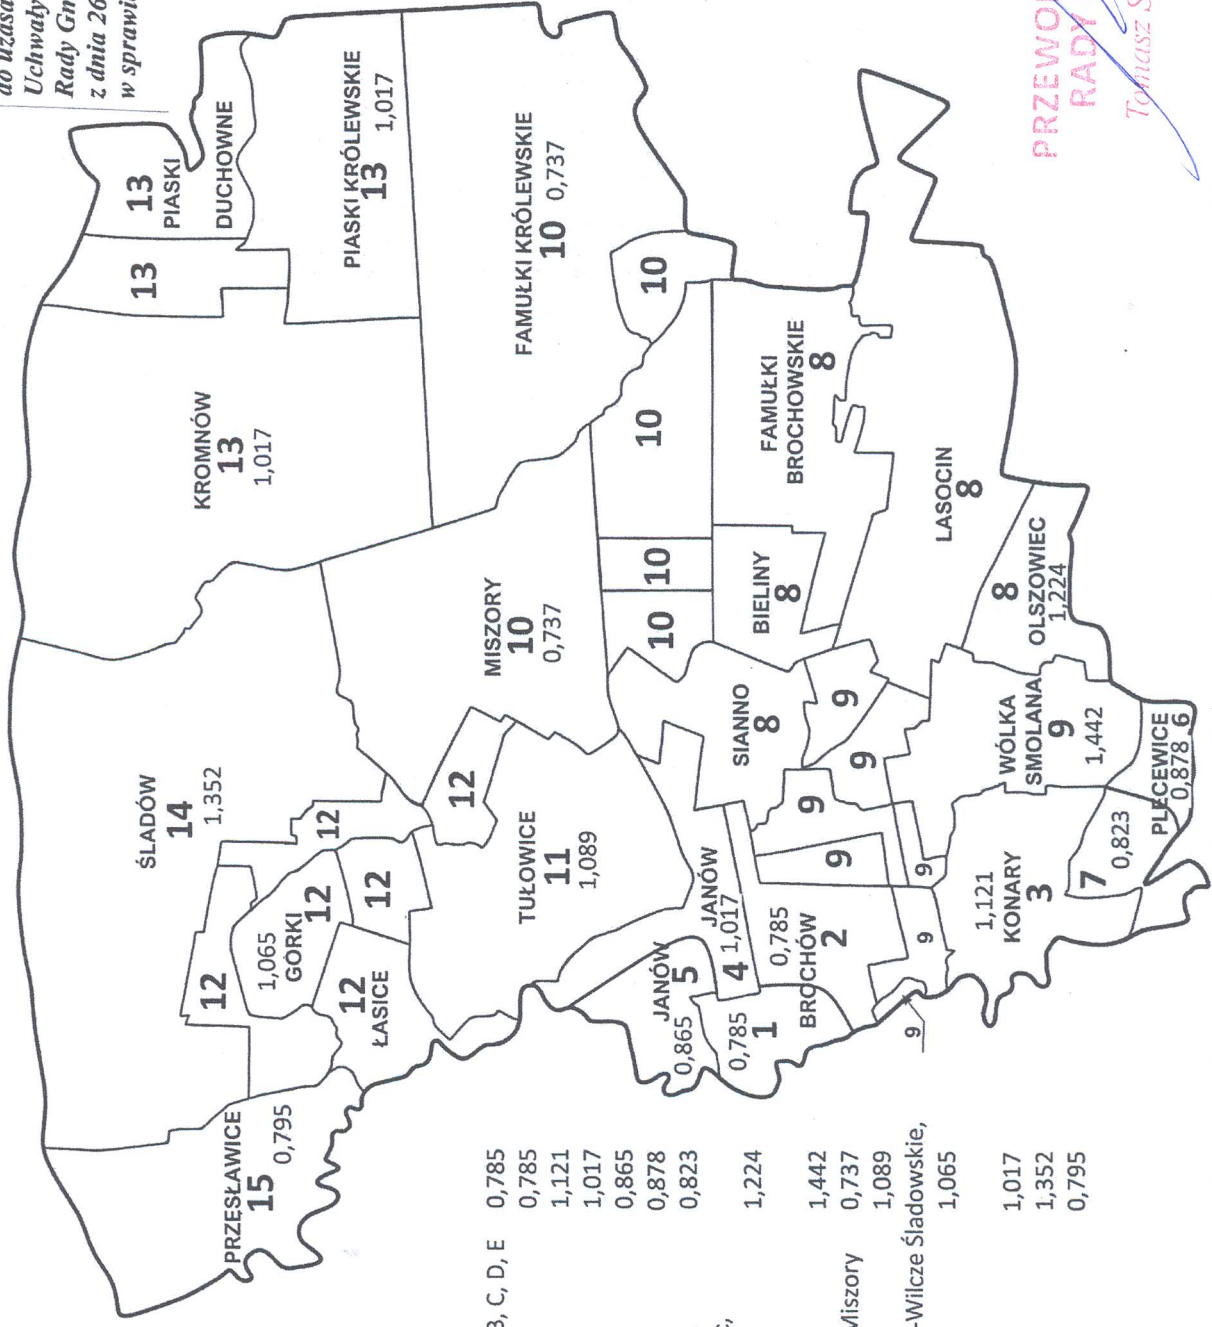 do uzasa
Uchwały
Rady Gm
z dnia 26
w sprawi
13
PIASKI
DUCHOWNE
13
PIASKI KRÓLEWSKIE
13 1,017
KROMNÓW
13
1,017
ŚLADÓW
14
1,352
PRZĘSŁAWICE
15
0,795
12
1,065
GÓRKI
12
12
12
12
ŁASICE
12
FAMUŁKI KRÓLEWSKIE
10 0,737
MISZORY
10
0,737
TUŁOWICE
11
1,089
10
10
10
10
FAMUŁKI
BROCHOWSKIE
8
BIELINY
8
SIANNO
8
LASOCIN
8
8
OLSZOWIEC
1,224
JANÓW
5
0,865
JANÓW
4 1,017
0,785
1
0,785
BROCHÓW
2
9
9
9
9
9
9
9
WÓLKA
SMOLANA
9
1,442
1,121
KONARY
3
7
0,823
PLECEWICE
0,878 6
B, C, D, E 0,785
0,785
1,121
1,017
0,865
0,878
0,823
1,224
1,442
Miszory 0,737
1,089
-Wilcze Śladowskie,
1,065
1,017
1,352
0,795
PRZEWO
RADY
Tomasz S